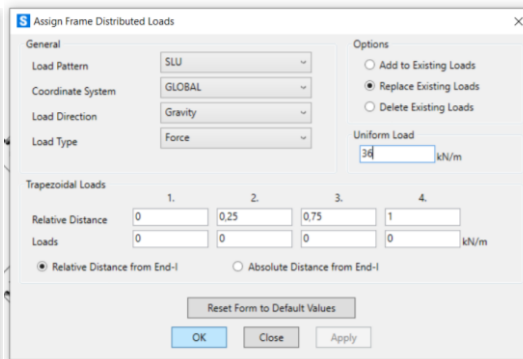 S Assign Frame Distributed Loads
General
Load Pattern SLU
Coordinate System GLOBAL
Load Direction Gravity
Load Type Force
Options
Add to Existing Loads
Replace Existing Loads
Delete Existing Loads
Uniform Load
36 kN/m
Trapezoidal Loads
1. 2. 3. 4.
Relative Distance 0 0,25 0,75 1
Loads 0 0 0 0 kN/m
Relative Distance from End-I Absolute Distance from End-I
Reset Form to Default Values
OK Close Apply